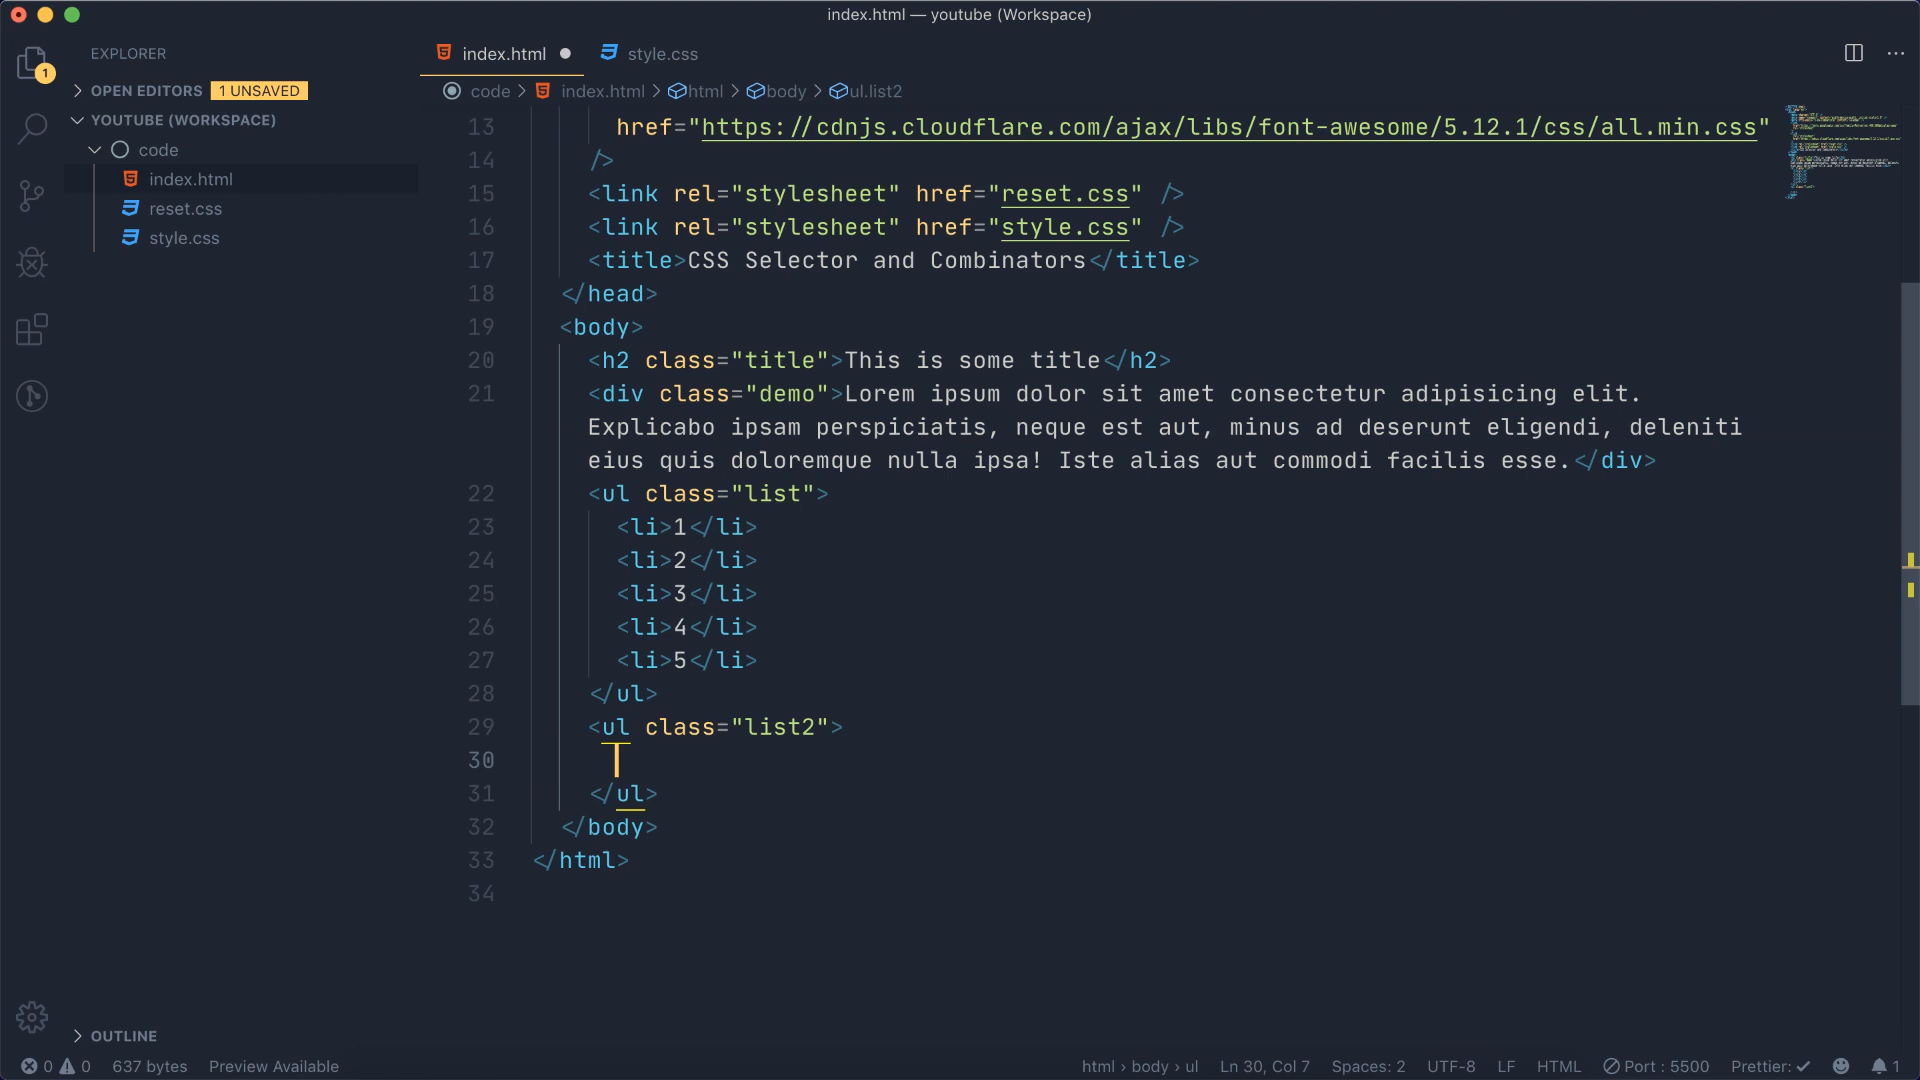 index.html — youtube (Workspace)
EXPLORER
1
OPEN EDITORS 1 UNSAVED
YOUTUBE (WORKSPACE)
code
index.html
reset.css
style.css
OUTLINE
index.html
style.css
code > index.html > html > body > ul.list2
13 href="https://cdnjs.cloudflare.com/ajax/libs/font-awesome/5.12.1/css/all.min.css"
14 />
15 <link rel="stylesheet" href="reset.css" />
16 <link rel="stylesheet" href="style.css" />
17 <title>CSS Selector and Combinators</title>
18 </head>
19 <body>
20 <h2 class="title">This is some title</h2>
21 <div class="demo">Lorem ipsum dolor sit amet consectetur adipisicing elit.
Explicabo ipsam perspiciatis, neque est aut, minus ad deserunt eligendi, deleniti
eius quis doloremque nulla ipsa! Iste alias aut commodi facilis esse.</div>
22 <ul class="list">
23 <li>1</li>
24 <li>2</li>
25 <li>3</li>
26 <li>4</li>
27 <li>5</li>
28 </ul>
29 <ul class="list2">
30
31 </ul>
32 </body>
33 </html>
34
0 0 637 bytes Preview Available html › body › ul Ln 30, Col 7 Spaces: 2 UTF-8 LF HTML Port : 5500 Prettier: ✓ 1